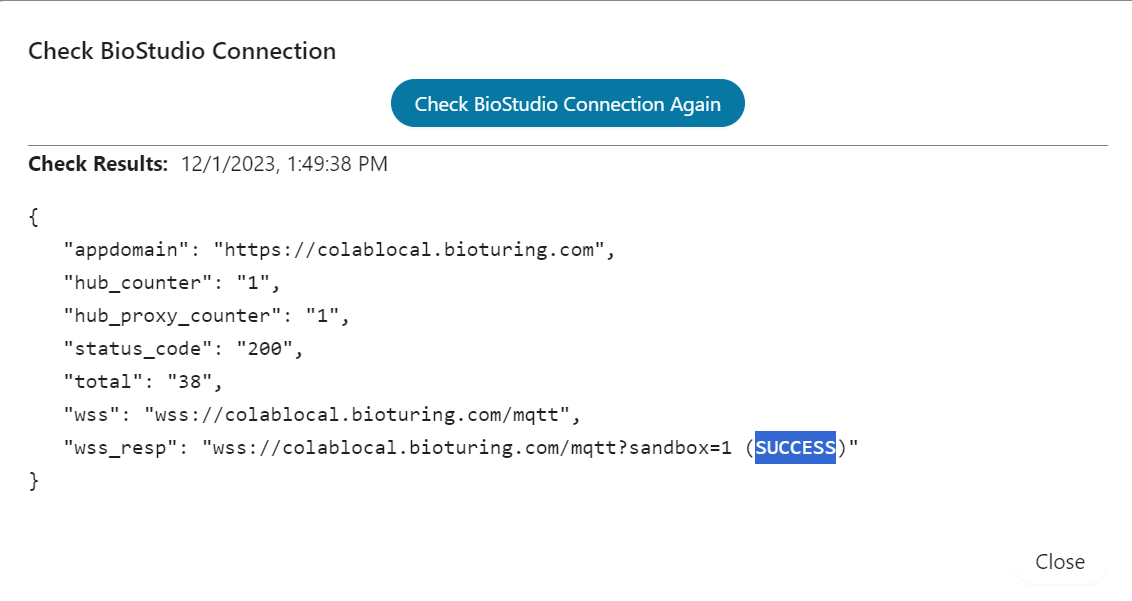 Check BioStudio Connection
Check BioStudio Connection Again
Check Results: 12/1/2023, 1:49:38 PM
{
"appdomain": "https://colablocal.bioturing.com",
"hub_counter": "1",
"hub_proxy_counter": "1",
"status_code": "200",
"total": "38",
"wss": "wss://colablocal.bioturing.com/mqtt",
"wss_resp": "wss://colablocal.bioturing.com/mqtt?sandbox=1 (SUCCESS)"
}
Close